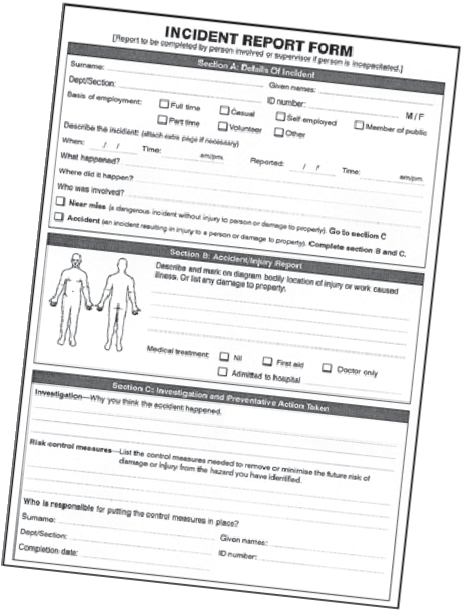 INCIDENT REPORT FORM
[Report to be completed by person involved or supervisor if person is incapacitated.]
Section A: Details Of Incident
Surname: Given names:
Dept/Section: ID number: M / F
Basis of employment: Full time Casual Self employed Member of public
Part time Volunteer Other
Describe the incident: (attach extra page if necessary)
When: / / Time: am/pm. Reported: / / Time: am/pm.
What happened?
Where did it happen?
Who was involved?
Near miss (a dangerous incident without injury to person or damage to property). Go to section C
Accident (an incident resulting in injury to a person or damage to property). Complete section B and C.
Section B: Accident/Injury Report
Describe and mark on diagram bodily location of injury or work caused
illness. Or list any damage to property.
Medical treatment: Nil First aid Doctor only
Admitted to hospital
Section C: Investigation and Preventative Action Taken
Investigation—Why you think the accident happened.
Risk control measures—List the control measures needed to remove or minimise the future risk of
damage or injury from the hazard you have identified.
Who is responsible for putting the control measures in place?
Surname: Given names:
Dept/Section: ID number:
Completion date: